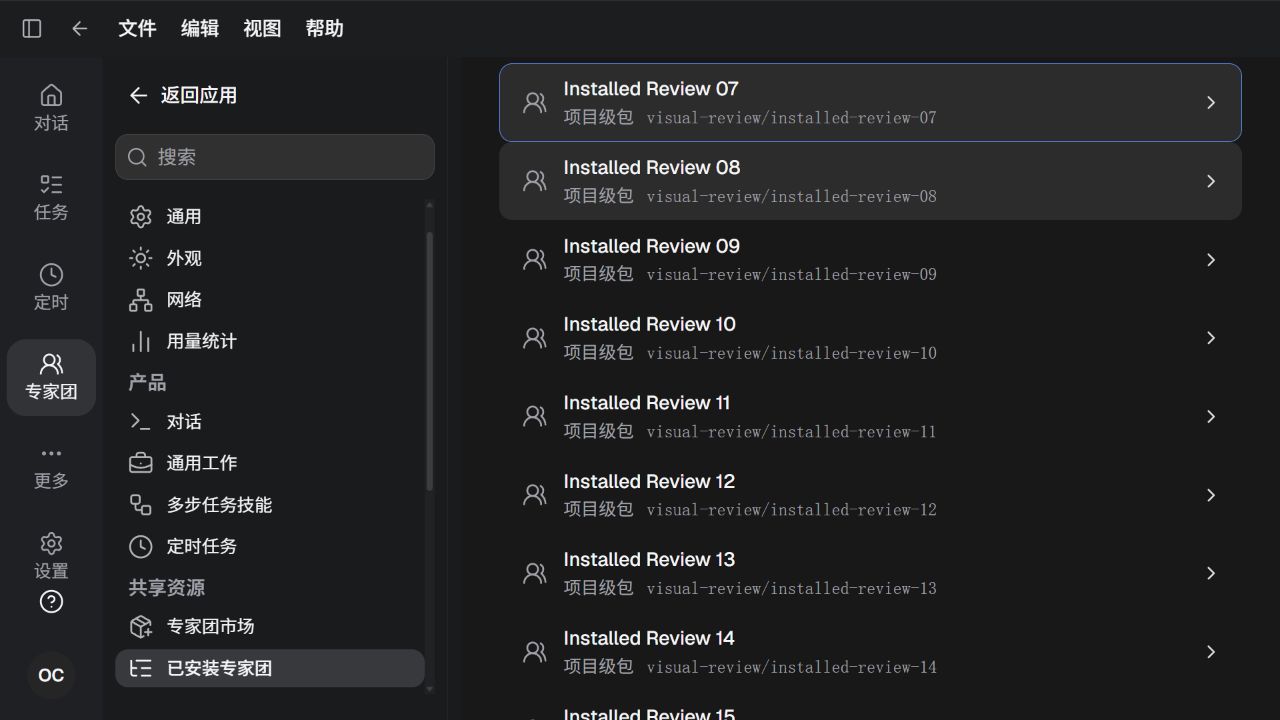 文件 编辑 视图 帮助
对话
任务
定时
专家团
更多
设置
OC
返回应用
搜索
通用
外观
网络
用量统计
产品
对话
通用工作
多步任务技能
定时任务
共享资源
专家团市场
已安装专家团
Installed Review 07
项目级包 visual-review/installed-review-07
Installed Review 08
项目级包 visual-review/installed-review-08
Installed Review 09
项目级包 visual-review/installed-review-09
Installed Review 10
项目级包 visual-review/installed-review-10
Installed Review 11
项目级包 visual-review/installed-review-11
Installed Review 12
项目级包 visual-review/installed-review-12
Installed Review 13
项目级包 visual-review/installed-review-13
Installed Review 14
项目级包 visual-review/installed-review-14
Installed Review 15